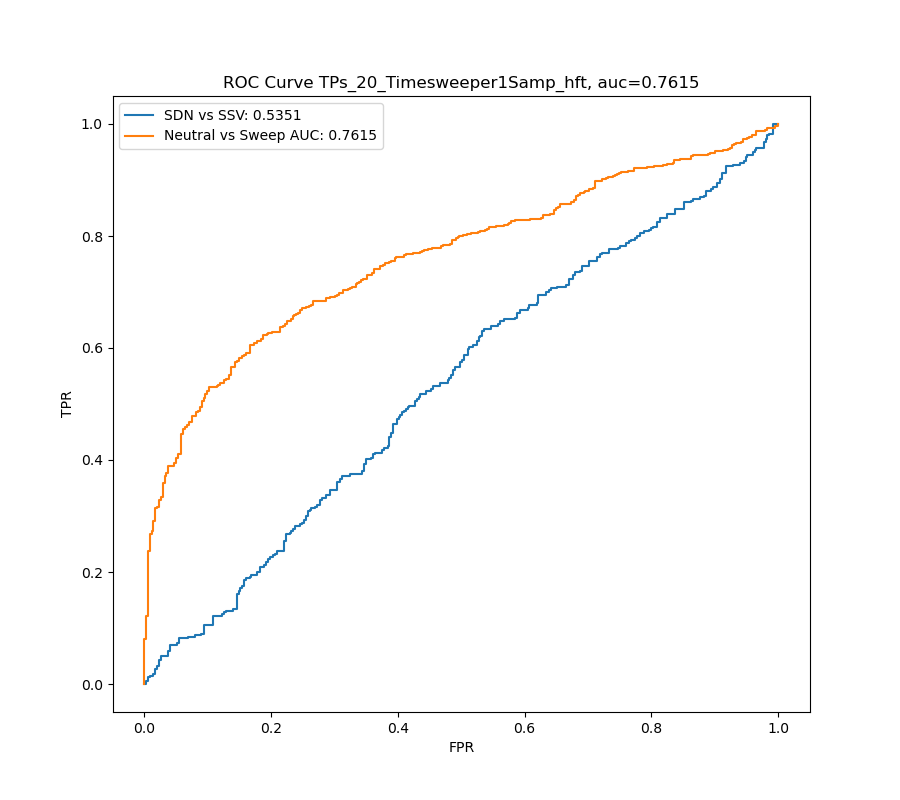 ROC Curve TPs_20_Timesweeper1Samp_hft, auc=0.7615
SDN vs SSV: 0.5351
Neutral vs Sweep AUC: 0.7615
1.0
0.8
0.6
0.4
0.2
0.0
TPR
0.0 0.2 0.4 0.6 0.8 1.0
FPR